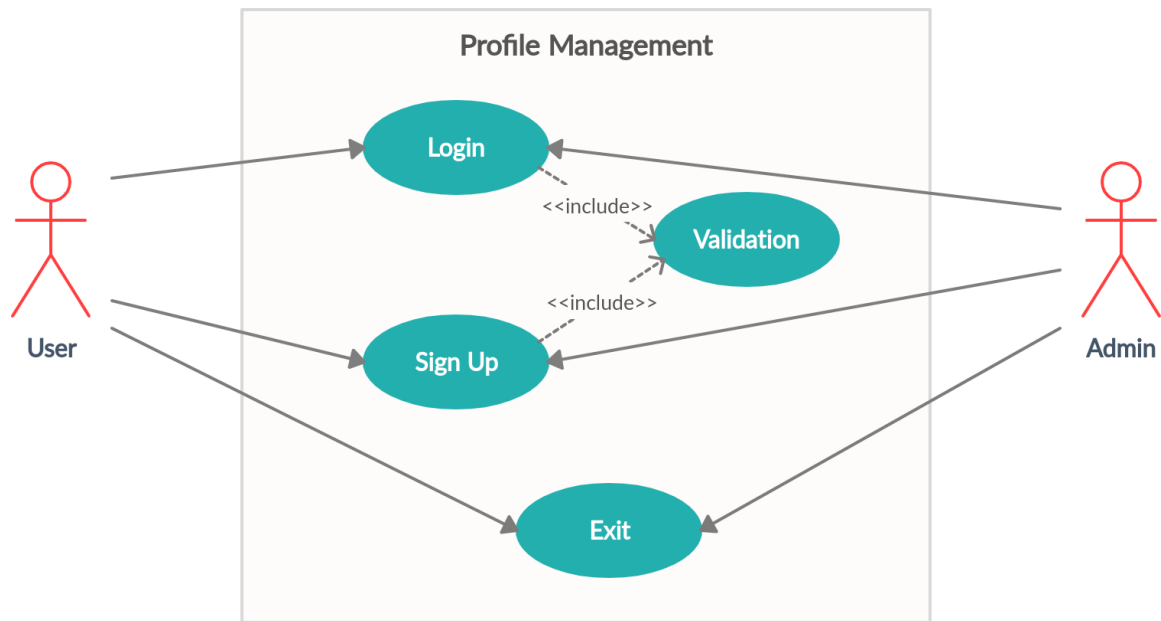 Profile Management
Login
<<include>>
Validation
<<include>>
Sign Up
User
Admin
Exit